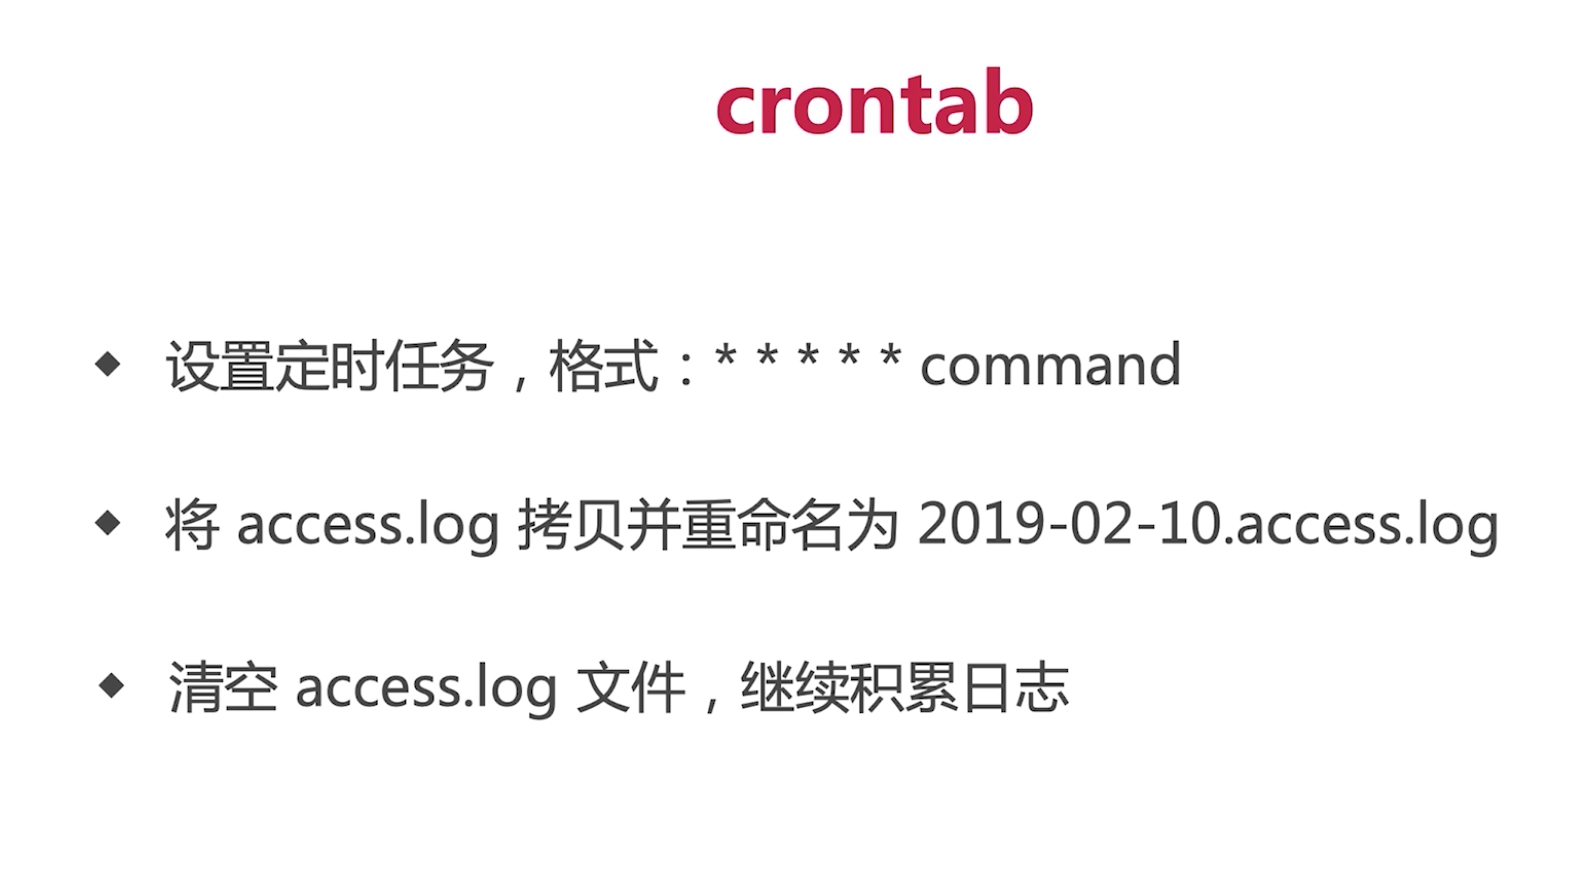 crontab
◆ 设置定时任务，格式：* * * * * command
◆ 将 access.log 拷贝并重命名为 2019-02-10.access.log
◆ 清空 access.log 文件，继续积累日志